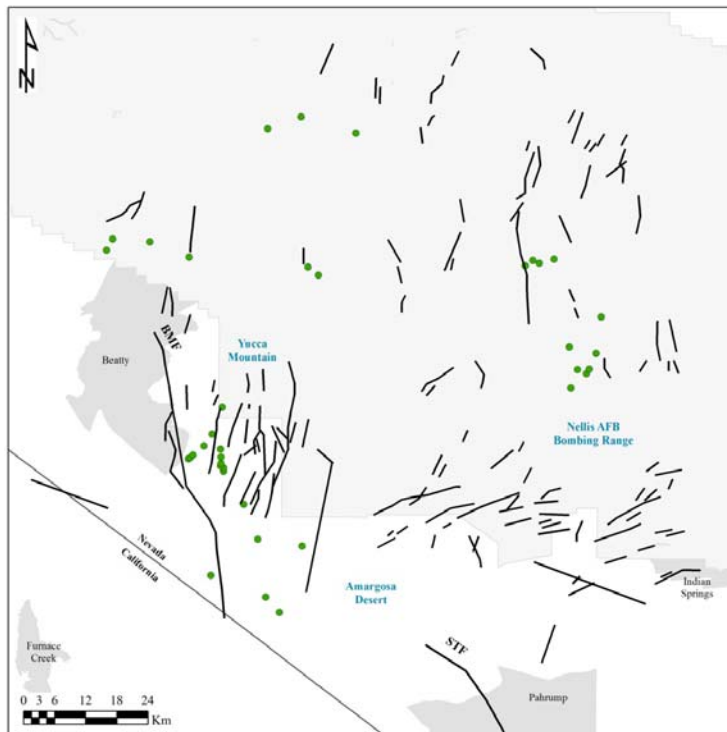 N
BMF
Yucca
Mountain
Beatty
Nellis AFB
Bombing Range
Nevada
California
Amargosa
Desert
Indian
Springs
Furnace
Creek
STF
Pahrump
0 3 6 12 18 24
Km